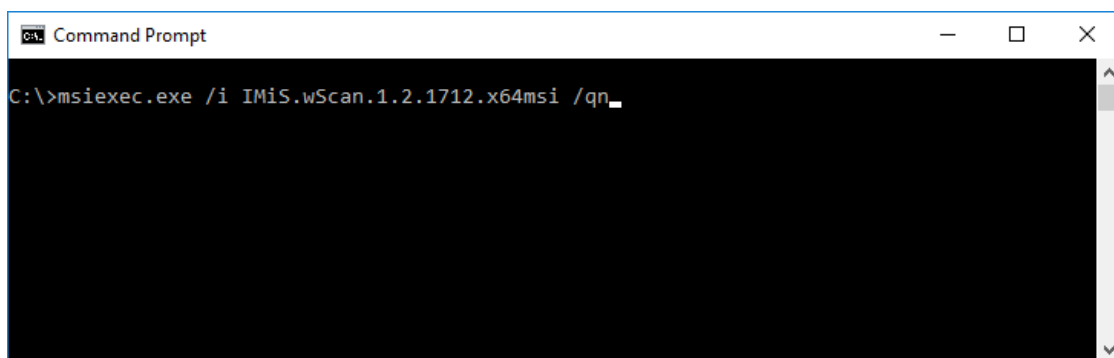 Command Prompt
C:\>msiexec.exe /i IMiS.wScan.1.2.1712.x64msi /qn